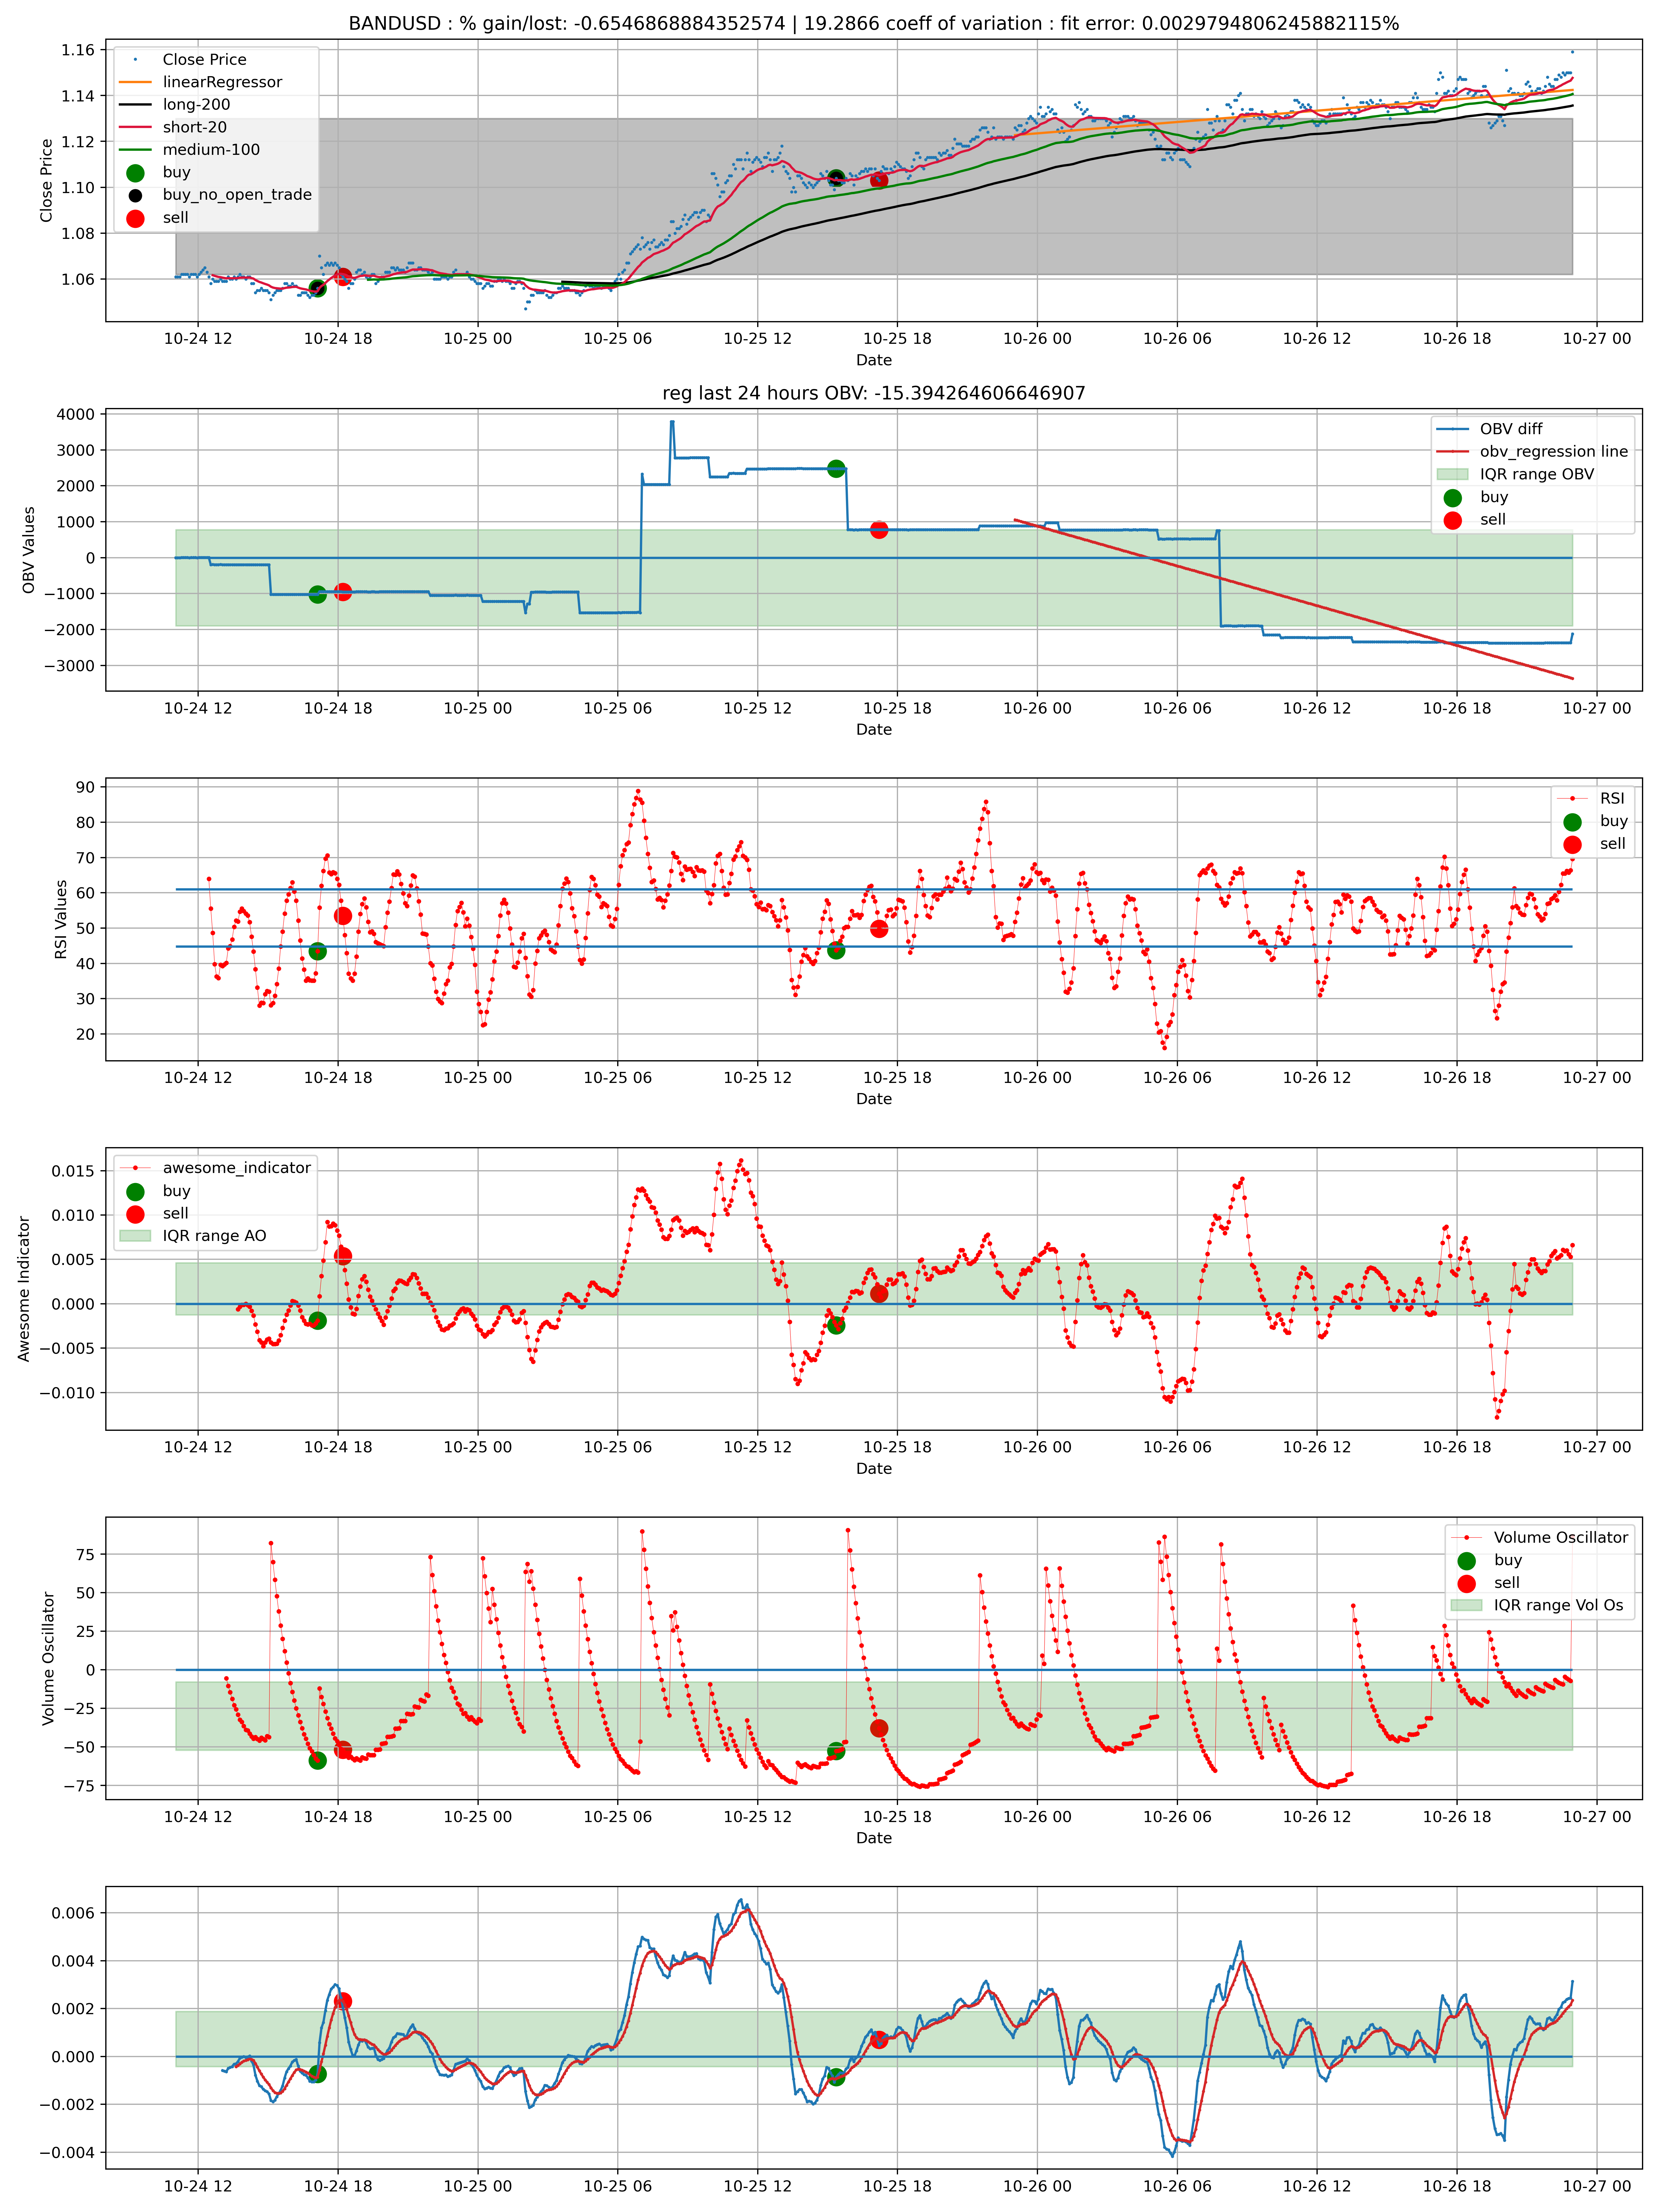 BANDUSD : % gain/lost: -0.6546868884352574 | 19.2866 coeff of variation : fit error: 0.0029794806245882115%
Close Price
1.16
1.14
1.12
1.10
1.08
1.06
Close Price
linearRegressor
long-200
short-20
medium-100
buy
buy_no_open_trade
sell
10-24 12
10-24 18
10-25 00
10-25 06
10-25 12
10-25 18
10-26 00
10-26 06
10-26 12
10-26 18
10-27 00
Date
reg last 24 hours OBV: -15.394264606646907
OBV Values
4000
3000
2000
1000
0
−1000
−2000
−3000
OBV diff
obv_regression line
IQR range OBV
buy
sell
10-24 12
10-24 18
10-25 00
10-25 06
10-25 12
10-25 18
10-26 00
10-26 06
10-26 12
10-26 18
10-27 00
Date
RSI Values
90
80
70
60
50
40
30
20
RSI
buy
sell
10-24 12
10-24 18
10-25 00
10-25 06
10-25 12
10-25 18
10-26 00
10-26 06
10-26 12
10-26 18
10-27 00
Date
Awesome Indicator
0.015
0.010
0.005
0.000
−0.005
−0.010
awesome_indicator
buy
sell
IQR range AO
10-24 12
10-24 18
10-25 00
10-25 06
10-25 12
10-25 18
10-26 00
10-26 06
10-26 12
10-26 18
10-27 00
Date
Volume Oscillator
75
50
25
0
−25
−50
−75
Volume Oscillator
buy
sell
IQR range Vol Os
10-24 12
10-24 18
10-25 00
10-25 06
10-25 12
10-25 18
10-26 00
10-26 06
10-26 12
10-26 18
10-27 00
Date
0.006
0.004
0.002
0.000
−0.002
−0.004
10-24 12
10-24 18
10-25 00
10-25 06
10-25 12
10-25 18
10-26 00
10-26 06
10-26 12
10-26 18
10-27 00